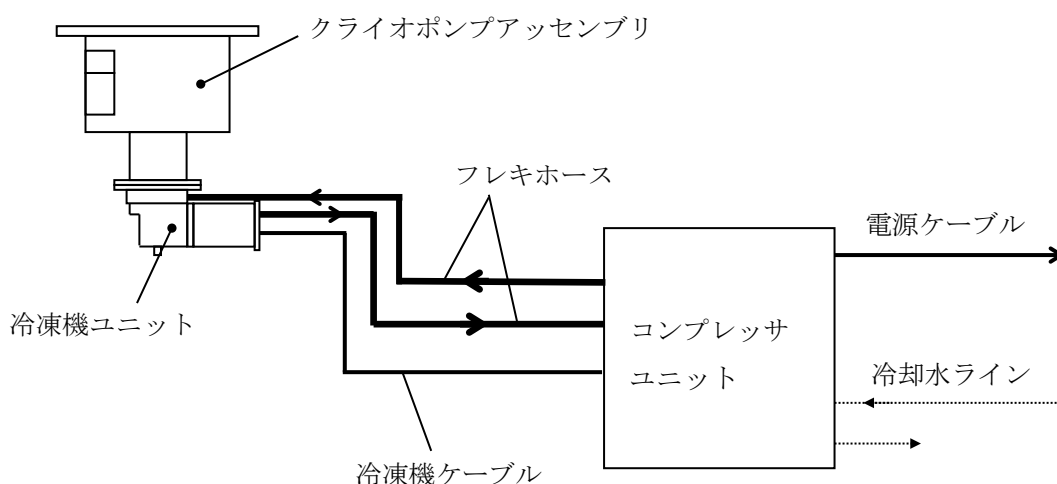 クライオポンプアッセンブリ
フレキホース
電源ケーブル
冷凍機ユニット
コンプレッサ
ユニット
冷却水ライン
冷凍機ケーブル